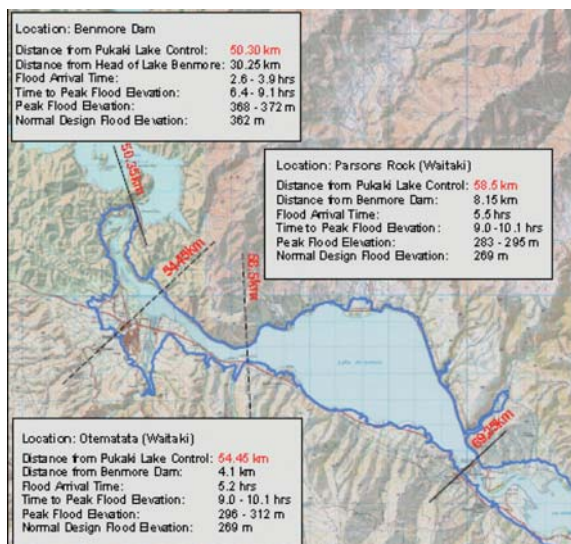 Location: Benmore Dam
Distance from Pukaki Lake Control: 50.30 km
Distance from Head of Lake Benmore: 30.25 km
Flood Arrival Time: 2.6 - 3.9 hrs
Time to Peak Flood Elevation: 6.4 - 9.1 hrs
Peak Flood Elevation: 368 - 372 m
Normal Design Flood Elevation: 362 m
50.35km
Location: Parsons Rock (Waitaki)
Distance from Pukaki Lake Control: 58.5 km
Distance from Benmore Dam: 8.15 km
Flood Arrival Time: 5.5 hrs
Time to Peak Flood Elevation: 9.0 -10.1 hrs
Peak Flood Elevation: 283 - 295 m
Normal Design Flood Elevation: 269 m
54.45km
58.5km
69.25km
Location: Otematata (Waitaki)
Distance from Pukaki Lake Control: 54.45 km
Distance from Benmore Dam: 4.1 km
Flood Arrival Time: 5.2 hrs
Time to Peak Flood Elevation: 9.0 - 10.1 hrs
Peak Flood Elevation: 296 - 312 m
Normal Design Flood Elevation: 269 m